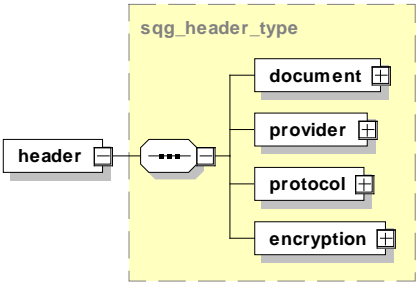 sqg_header_type
document
provider
header
protocol
encryption